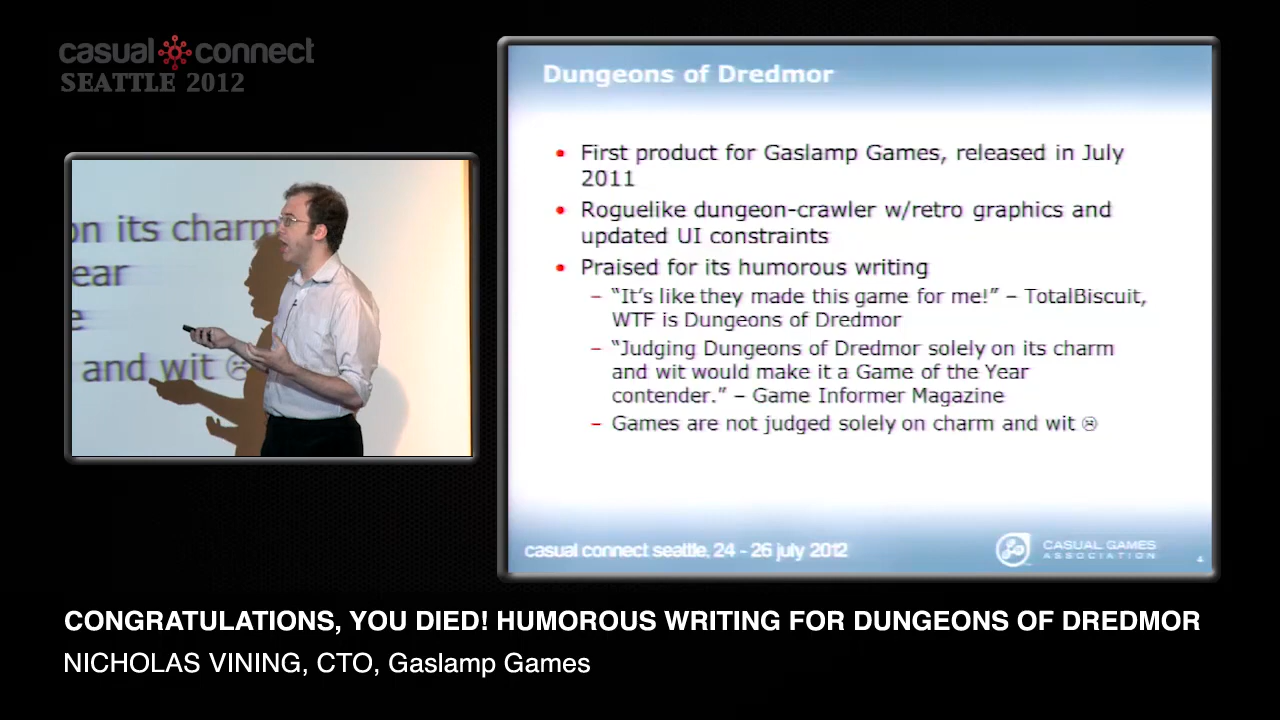 casual connect
SEATTLE 2012
on its charm
ear
e
and wit ☹
Dungeons of Dredmor
• First product for Gaslamp Games, released in July
2011
• Roguelike dungeon-crawler w/retro graphics and
updated UI constraints
• Praised for its humorous writing
– “It’s like they made this game for me!” – TotalBiscuit,
WTF is Dungeons of Dredmor
– “Judging Dungeons of Dredmor solely on its charm
and wit would make it a Game of the Year
contender.” – Game Informer Magazine
– Games are not judged solely on charm and wit ☹
casual connect seattle, 24 - 26 july 2012
CASUAL GAMES
ASSOCIATION
4
CONGRATULATIONS, YOU DIED! HUMOROUS WRITING FOR DUNGEONS OF DREDMOR
NICHOLAS VINING, CTO, Gaslamp Games